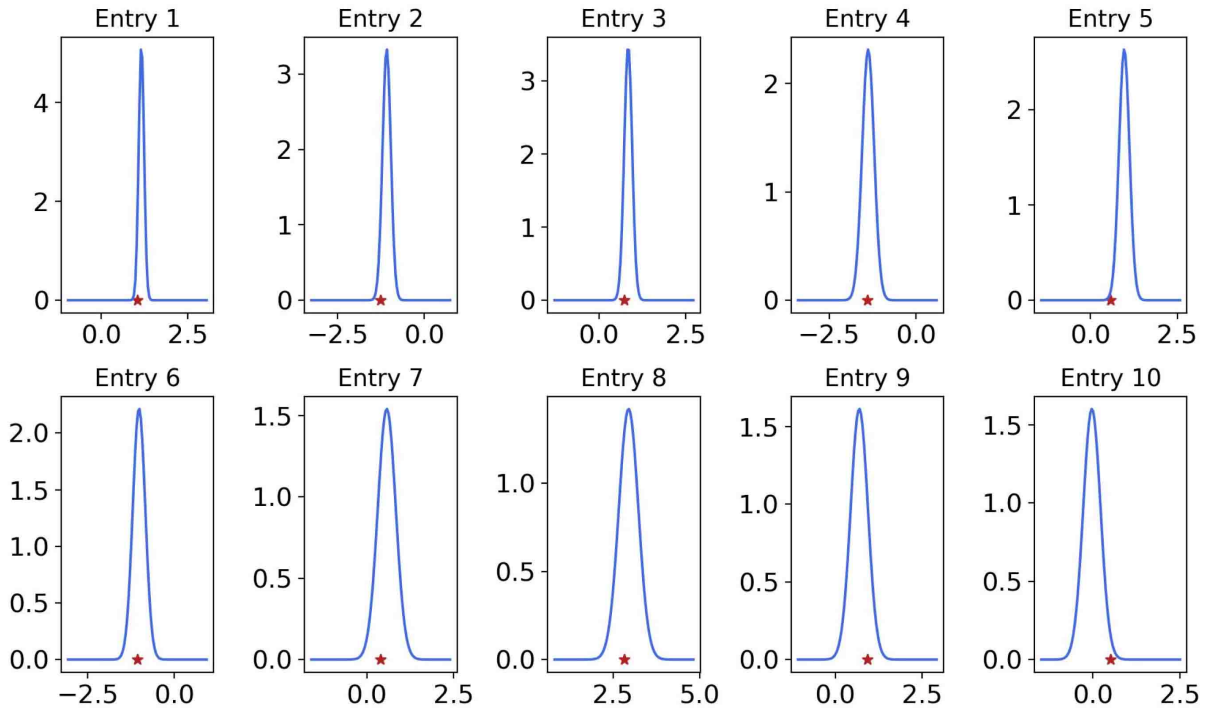 Entry 1 Entry 2 Entry 3 Entry 4 Entry 5
4 2 0 0.0 2.5
3 2 1 0 −2.5 0.0
3 2 1 0 0.0 2.5
2 1 0 −2.5 0.0
2 1 0 0.0 2.5
Entry 6 Entry 7 Entry 8 Entry 9 Entry 10
2.0 1.5 1.0 0.5 0.0 −2.5 0.0
1.5 1.0 0.5 0.0 0.0 2.5
1.0 0.5 0.0 2.5 5.0
1.5 1.0 0.5 0.0 0.0 2.5
1.5 1.0 0.5 0.0 0.0 2.5